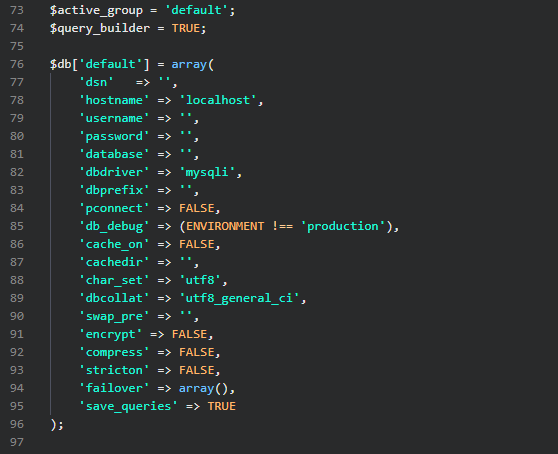 73 $active_group = 'default';
74 $query_builder = TRUE;
75
76 $db['default'] = array(
77     'dsn'   => '',
78     'hostname' => 'localhost',
79     'username' => '',
80     'password' => '',
81     'database' => '',
82     'dbdriver' => 'mysqli',
83     'dbprefix' => '',
84     'pconnect' => FALSE,
85     'db_debug' => (ENVIRONMENT !== 'production'),
86     'cache_on' => FALSE,
87     'cachedir' => '',
88     'char_set' => 'utf8',
89     'dbcollat' => 'utf8_general_ci',
90     'swap_pre' => '',
91     'encrypt' => FALSE,
92     'compress' => FALSE,
93     'stricton' => FALSE,
94     'failover' => array(),
95     'save_queries' => TRUE
96 );
97